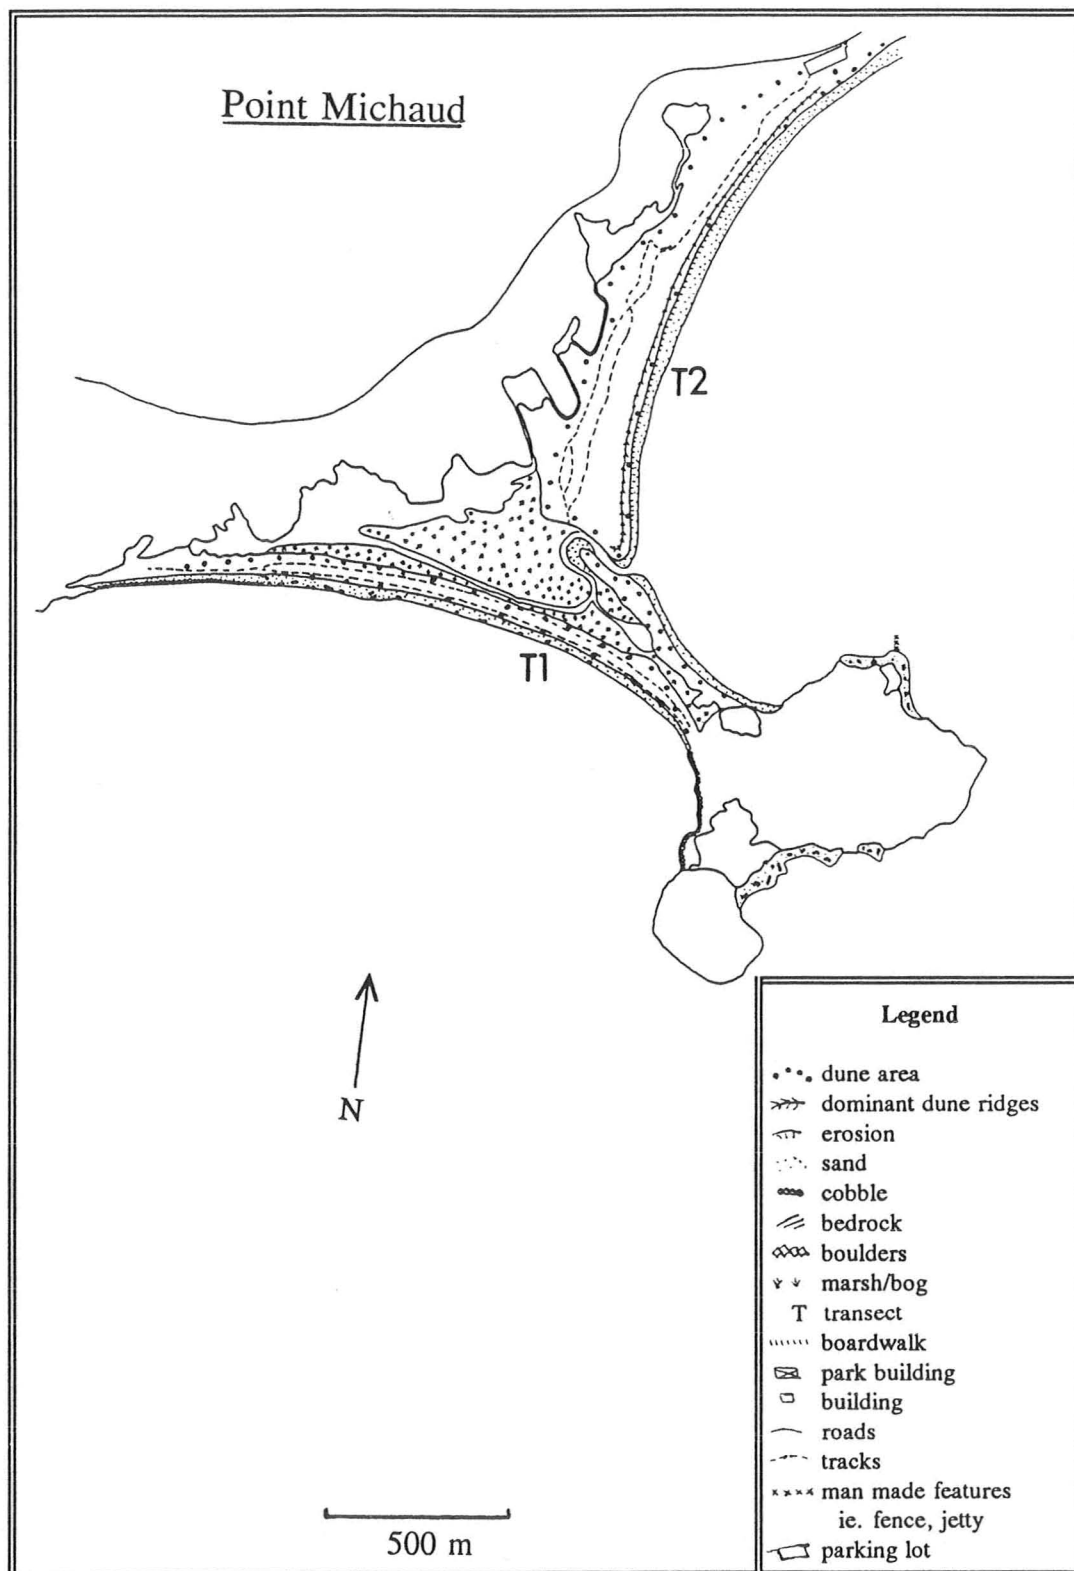 Point Michaud
T2
T1
N
500 m
Legend
dune area
dominant dune ridges
erosion
sand
cobble
bedrock
boulders
marsh/bog
T transect
boardwalk
park building
building
roads
tracks
man made features
ie. fence, jetty
parking lot